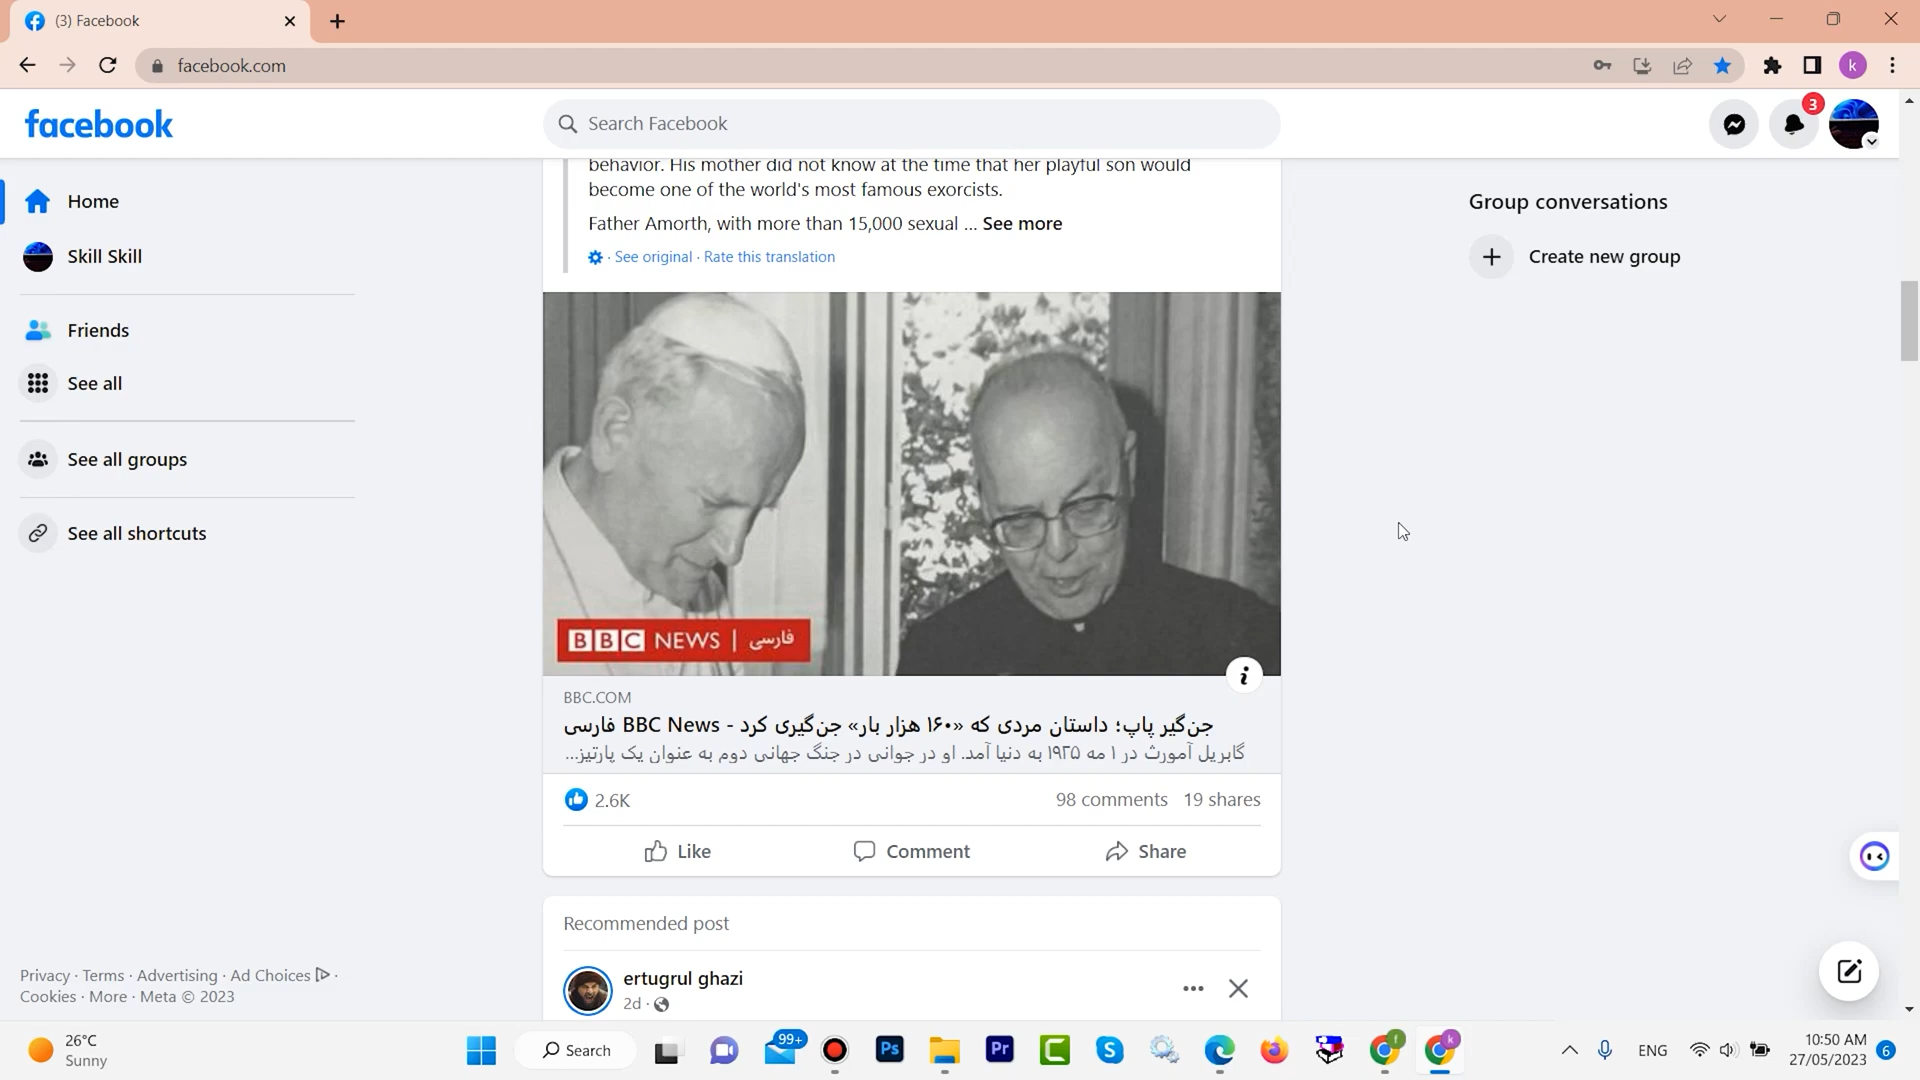 (3) Facebook
facebook.com
facebook
Search Facebook
3
k
Home
Skill Skill
Friends
See all
See all groups
See all shortcuts
behavior. His mother did not know at the time that her playful son would
become one of the world's most famous exorcists.
Father Amorth, with more than 15,000 sexual ... See more
· See original · Rate this translation
BBC NEWS | فارسی
i
BBC.COM
جن‌گیر پاپ؛ داستان مردی که «۱۶۰ هزار بار» جن‌گیری کرد - BBC News فارسی
گابریل آمورث در ۱ مه ۱۹۲۵ به دنیا آمد. او در جوانی در جنگ جهانی دوم به عنوان یک پارتیز...
2.6K
98 comments 19 shares
Like
Comment
Share
Recommended post
ertugrul ghazi
2d ·
Group conversations
Create new group
Privacy · Terms · Advertising · Ad Choices ·
Cookies · More · Meta © 2023
26°C
Sunny
Search
99+
Ps
Pr
C
S
f
k
ENG
10:50 AM
27/05/2023
6